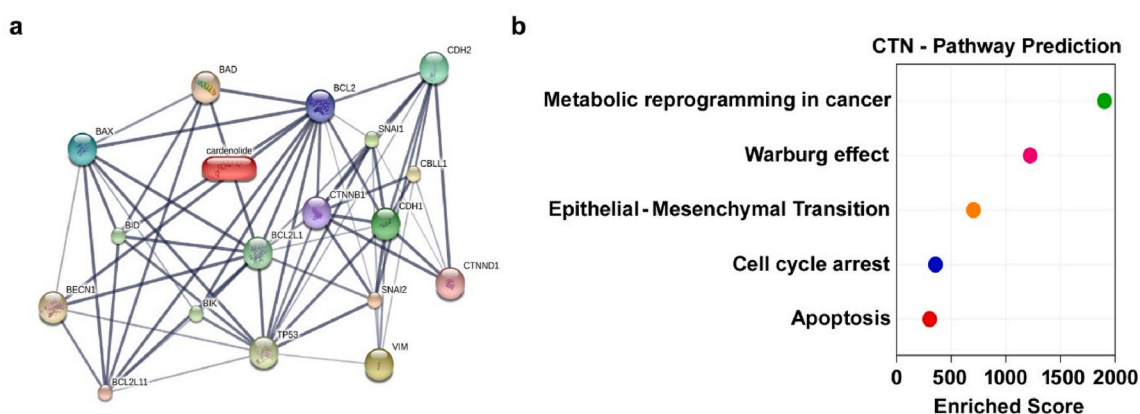 a
CDH2
BAD
BCL2
SNAI1
BAX
cardenolide
CBLL1
CTNNB1
CDH1
BID
BCL2L1
CTNND1
BECN1
SNAI2
BIK
TP53
VIM
BCL2L11
b
CTN - Pathway Prediction
Metabolic reprogramming in cancer
Warburg effect
Epithelial-Mesenchymal Transition
Cell cycle arrest
Apoptosis
0 500 1000 1500 2000
Enriched Score